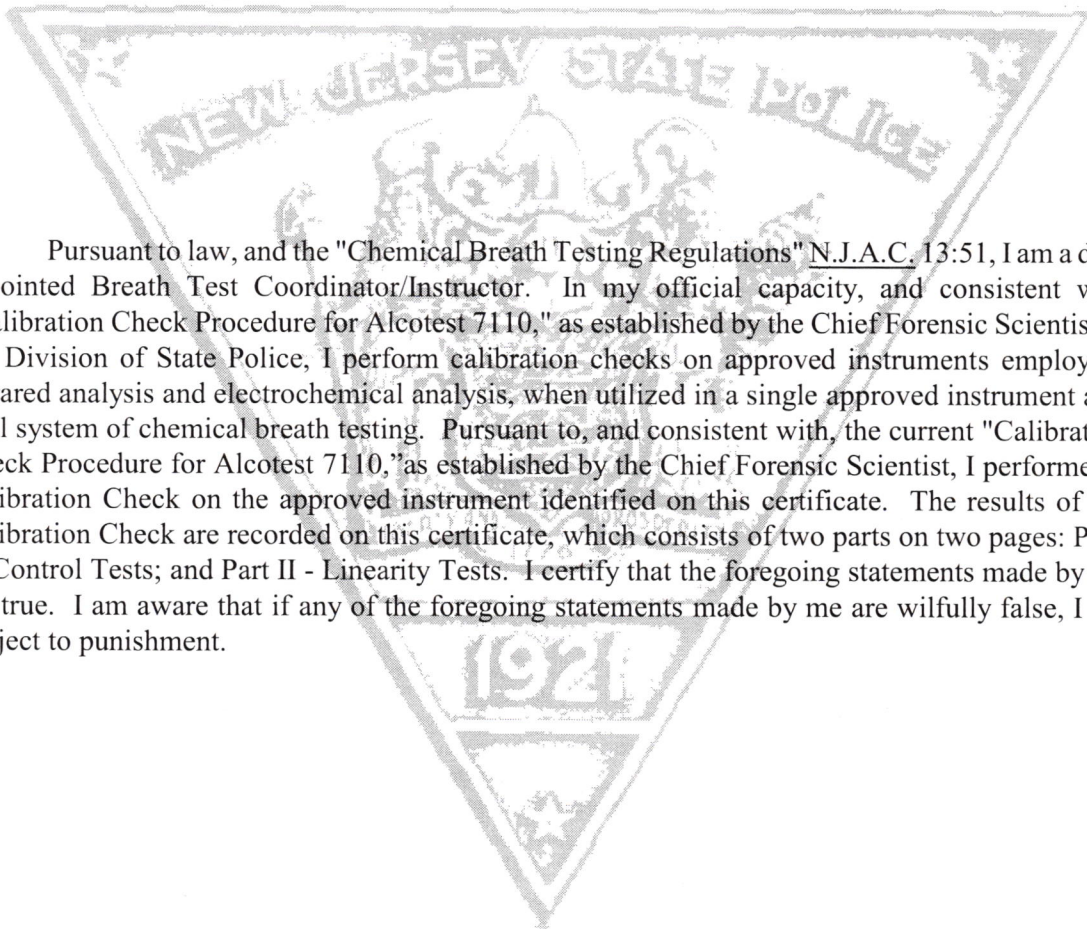 NEW JERSEY STATE POLICE
Pursuant to law, and the "Chemical Breath Testing Regulations" N.J.A.C. 13:51, I am a d
ointed Breath Test Coordinator/Instructor. In my official capacity, and consistent w
libration Check Procedure for Alcotest 7110," as established by the Chief Forensic Scientis
Division of State Police, I perform calibration checks on approved instruments employ
ared analysis and electrochemical analysis, when utilized in a single approved instrument a
l system of chemical breath testing. Pursuant to, and consistent with, the current "Calibrat
eck Procedure for Alcotest 7110,”as established by the Chief Forensic Scientist, I performe
libration Check on the approved instrument identified on this certificate. The results of
ibration Check are recorded on this certificate, which consists of two parts on two pages: P
Control Tests; and Part II - Linearity Tests. I certify that the foregoing statements made by
true. I am aware that if any of the foregoing statements made by me are wilfully false, I
ject to punishment.
1921